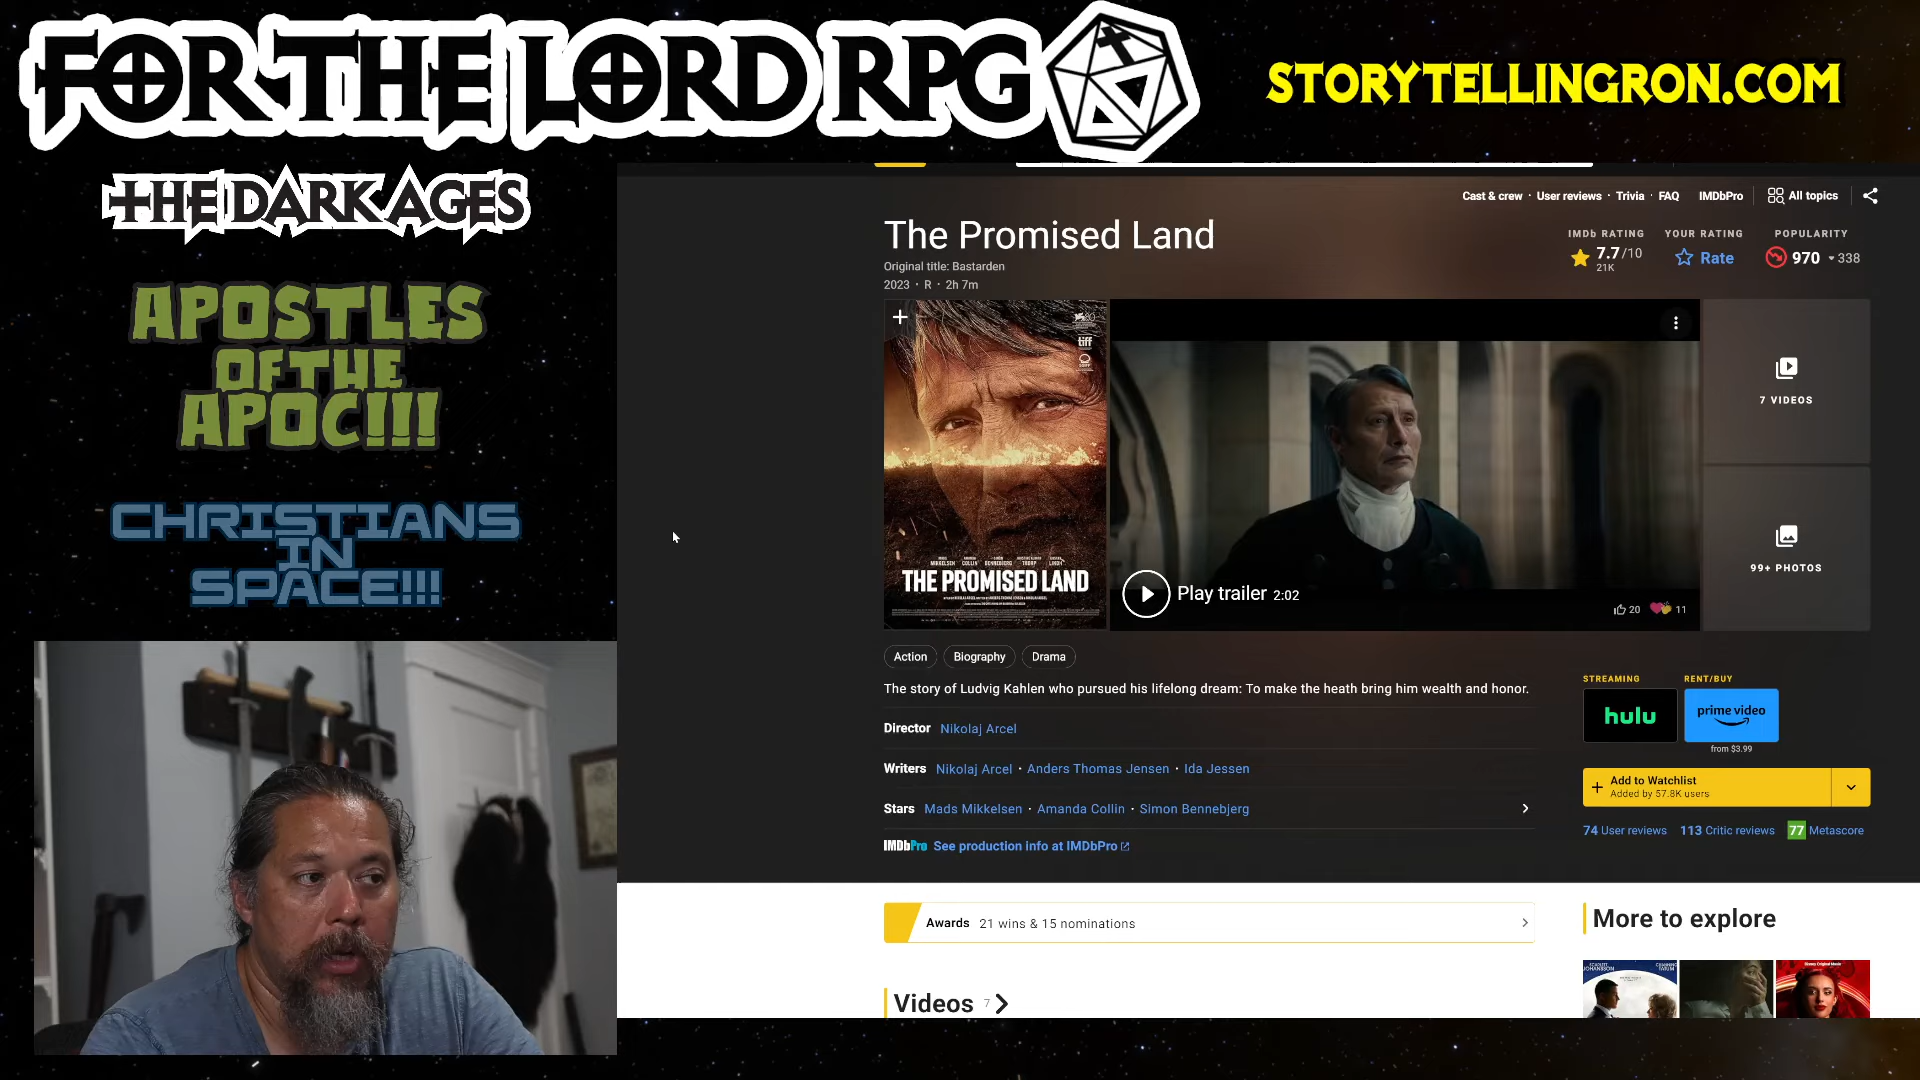 FOR THE LORD RPG
STORYTELLINGRON.COM
THE DARK AGES
APOSTLES
OF THE
APOC!!!
CHRISTIANS
IN
SPACE!!!
Cast & crew · User reviews · Trivia · FAQ
IMDbPro
All topics
The Promised Land
Original title: Bastarden
2023 · R · 2h 7m
IMDb RATING
7.7/10
21K
YOUR RATING
Rate
POPULARITY
970
338
tiff
THE PROMISED LAND
Play trailer 2:02
20
11
7 VIDEOS
99+ PHOTOS
Action
Biography
Drama
The story of Ludvig Kahlen who pursued his lifelong dream: To make the heath bring him wealth and honor.
Director Nikolaj Arcel
Writers Nikolaj Arcel · Anders Thomas Jensen · Ida Jessen
Stars Mads Mikkelsen · Amanda Collin · Simon Bennebjerg
IMDbPro See production info at IMDbPro
STREAMING
hulu
RENT/BUY
prime video
from $3.99
Add to Watchlist
Added by 57.8K users
74 User reviews
113 Critic reviews
77 Metascore
Awards 21 wins & 15 nominations
Videos 7
More to explore
SCARLETT JOHANSSON
CHANNING TATUM